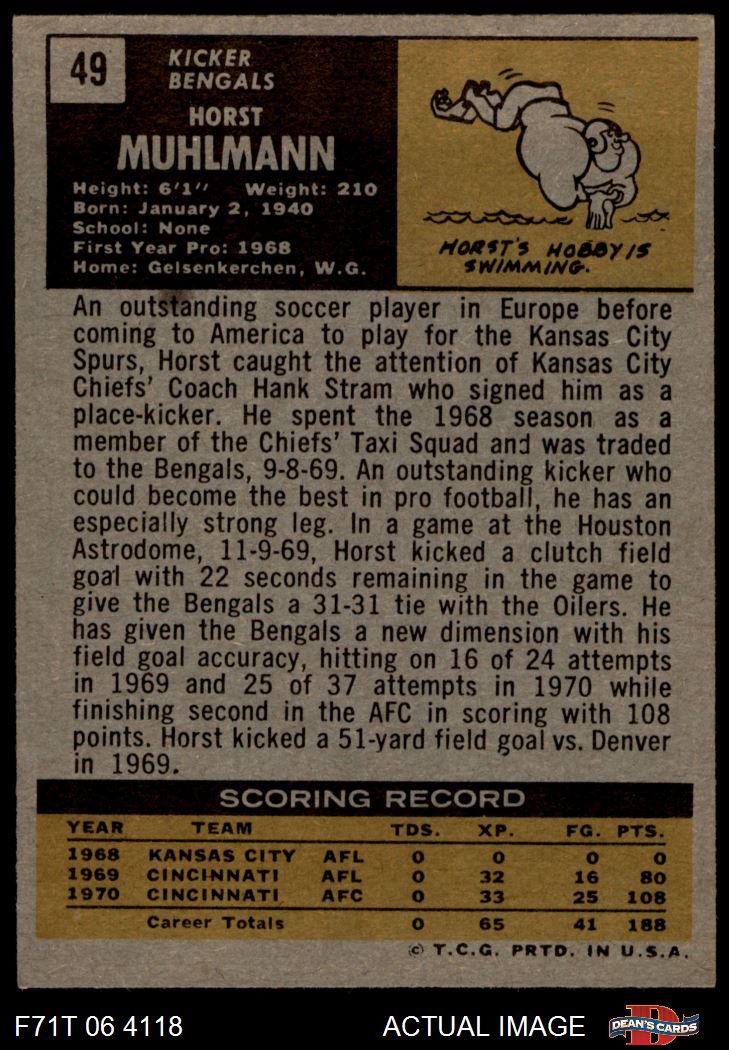 49
KICKER
BENGALS
HORST
MUHLMANN
Height: 6'1" Weight: 210
Born: January 2, 1940
School: None
First Year Pro: 1968
Home: Gelsenkerchen, W.G.
HORST'S HOBBY IS
SWIMMING.
An outstanding soccer player in Europe before
coming to America to play for the Kansas City
Spurs, Horst caught the attention of Kansas City
Chiefs' Coach Hank Stram who signed him as a
place-kicker. He spent the 1968 season as a
member of the Chiefs' Taxi Squad and was traded
to the Bengals, 9-8-69. An outstanding kicker who
could become the best in pro football, he has an
especially strong leg. In a game at the Houston
Astrodome, 11-9-69, Horst kicked a clutch field
goal with 22 seconds remaining in the game to
give the Bengals a 31-31 tie with the Oilers. He
has given the Bengals a new dimension with his
field goal accuracy, hitting on 16 of 24 attempts
in 1969 and 25 of 37 attempts in 1970 while
finishing second in the AFC in scoring with 108
points. Horst kicked a 51-yard field goal vs. Denver
in 1969.
SCORING RECORD
YEAR TEAM TDS. XP. FG. PTS.
1968 KANSAS CITY AFL 0 0 0 0
1969 CINCINNATI AFL 0 32 16 80
1970 CINCINNATI AFC 0 33 25 108
Career Totals 0 65 41 188
© T.C.G. PRTD. IN U.S.A.
F71T 06 4118 ACTUAL IMAGE D DEAN'S CARDS